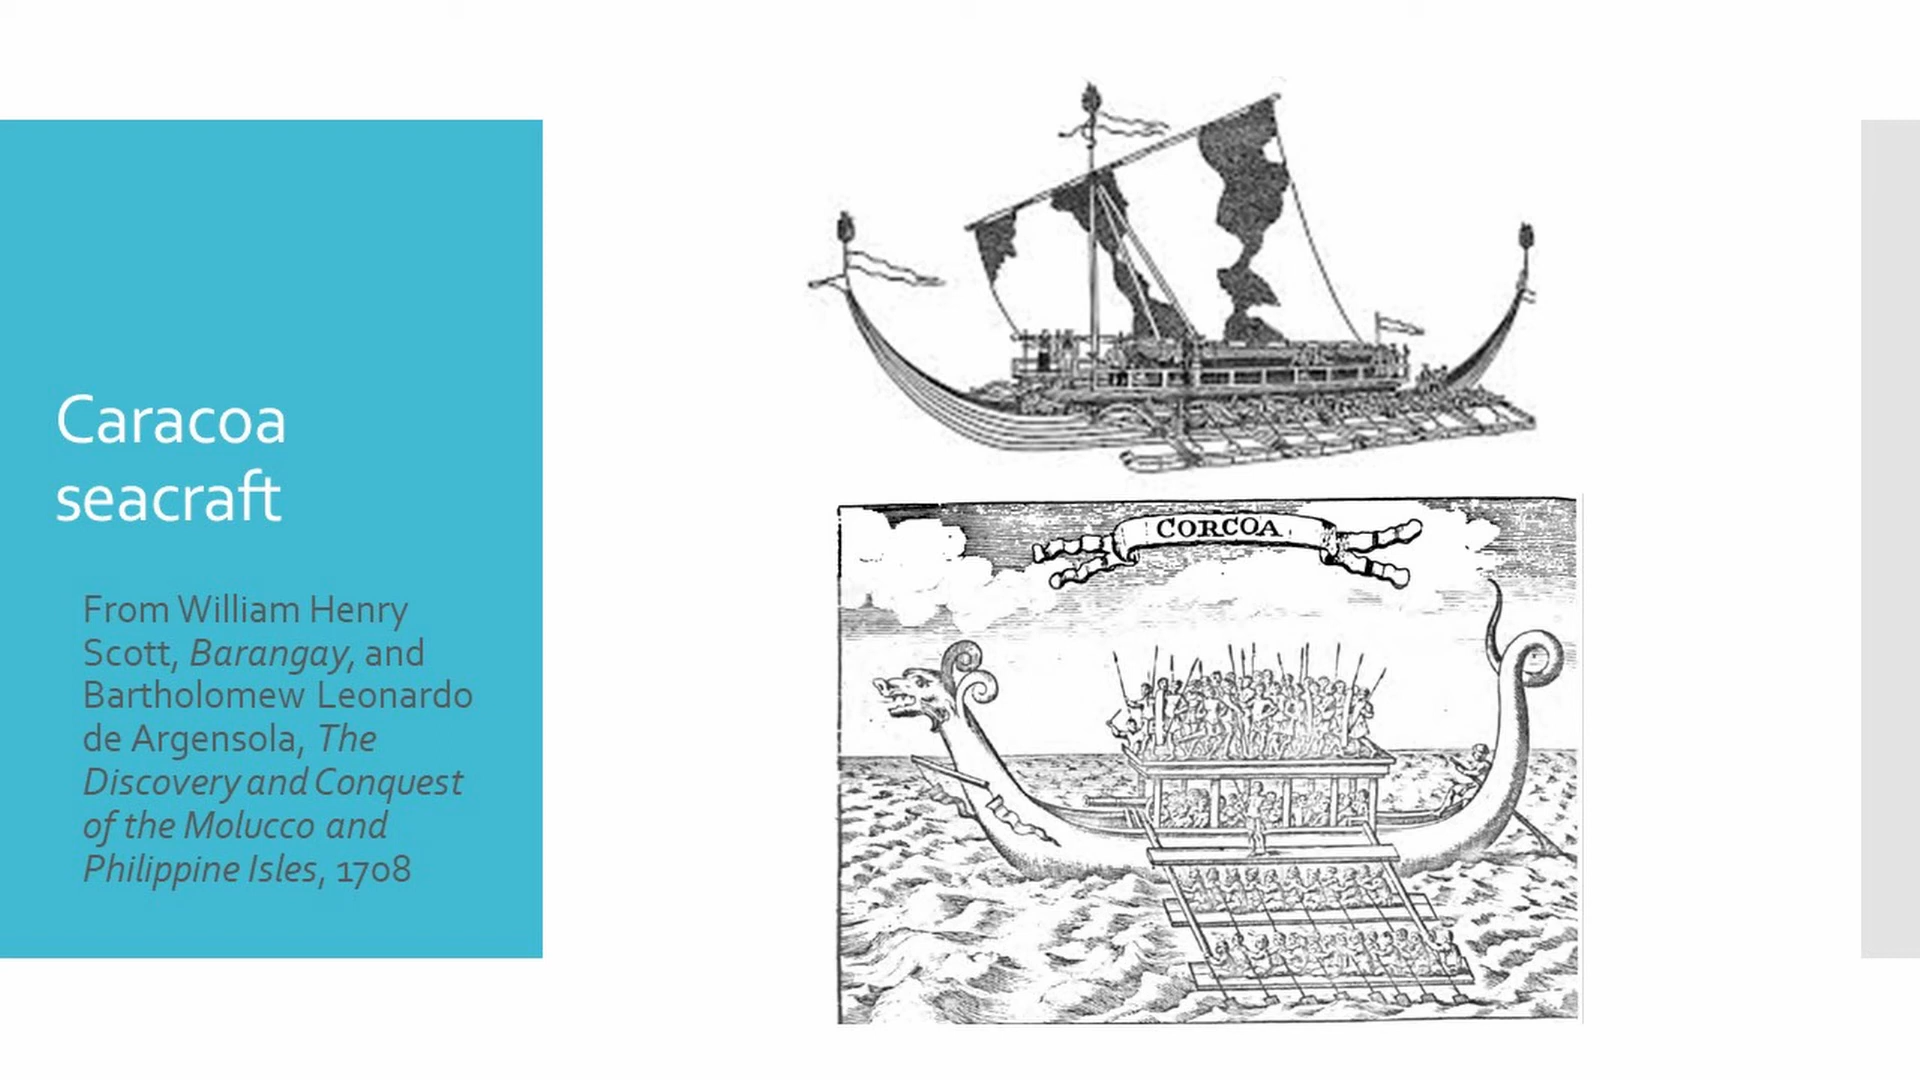 Caracoa
seacraft
From William Henry
Scott, Barangay, and
Bartholomew Leonardo
de Argensola, The
Discovery and Conquest
of the Molucco and
Philippine Isles, 1708
CORCOA